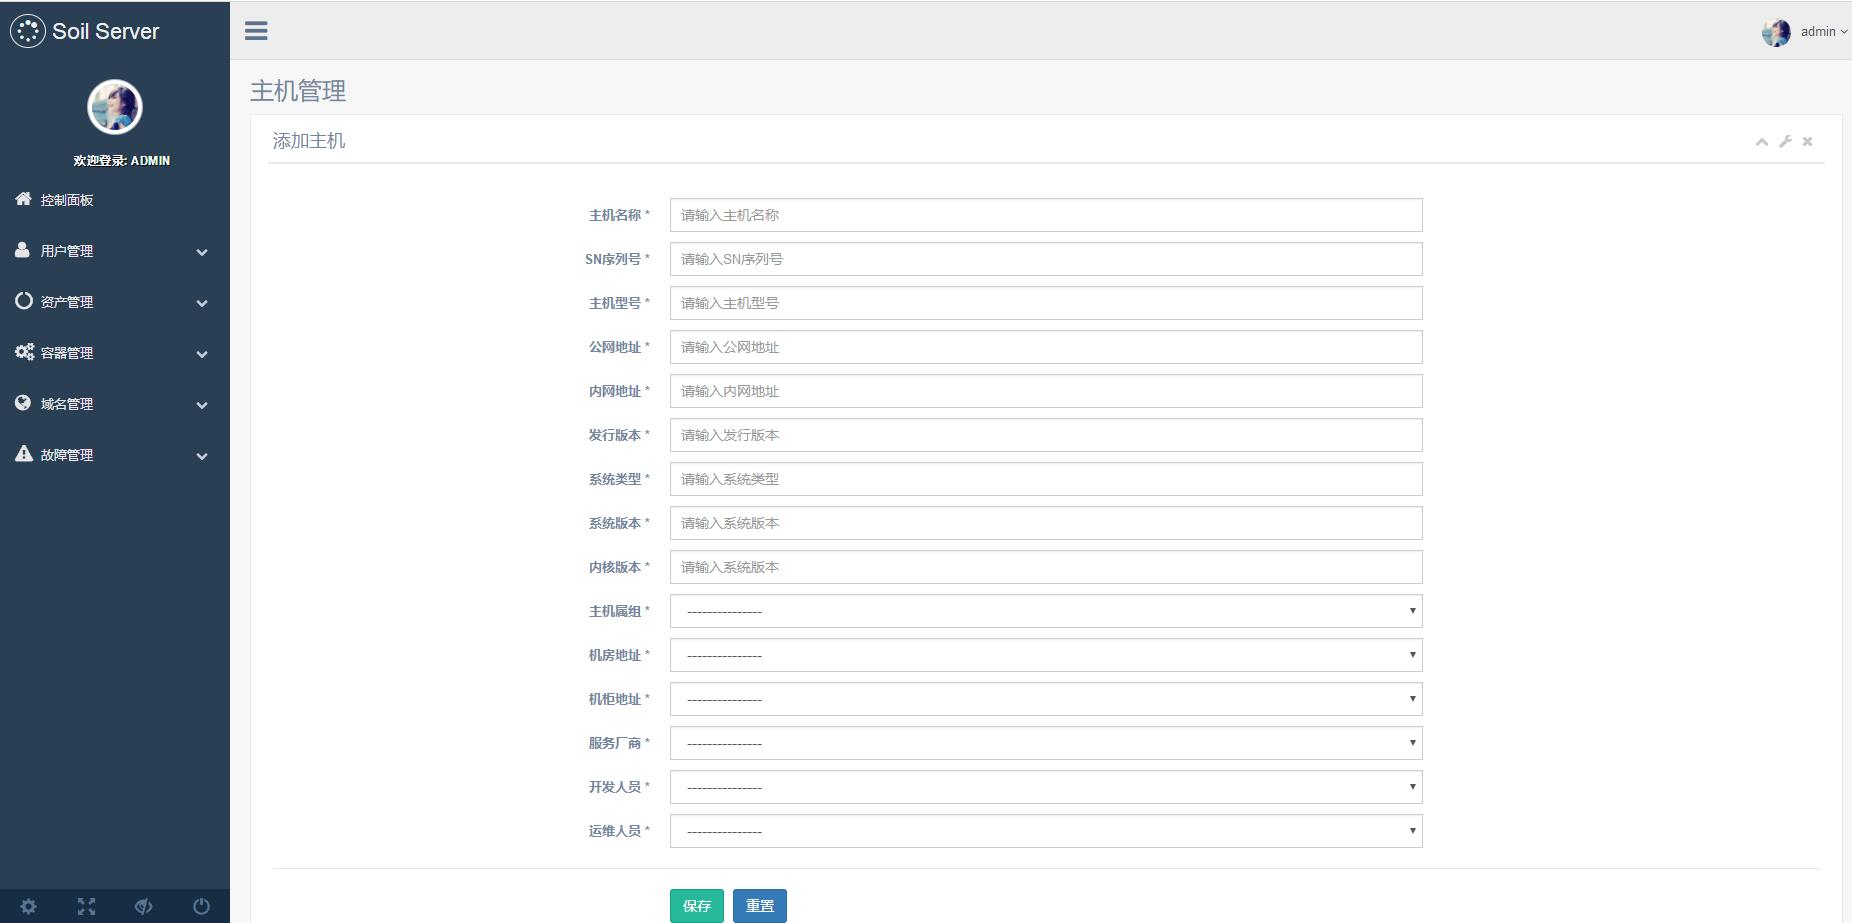 Soil Server
admin
欢迎登录: ADMIN
控制面板
用户管理
资产管理
容器管理
域名管理
故障管理
主机管理
添加主机
主机名称 * 请输入主机名称
SN序列号 * 请输入SN序列号
主机型号 * 请输入主机型号
公网地址 * 请输入公网地址
内网地址 * 请输入内网地址
发行版本 * 请输入发行版本
系统类型 * 请输入系统类型
系统版本 * 请输入系统版本
内核版本 * 请输入系统版本
主机属组 * ---------------
机房地址 * ---------------
机柜地址 * ---------------
服务厂商 * ---------------
开发人员 * ---------------
运维人员 * ---------------
保存 重置